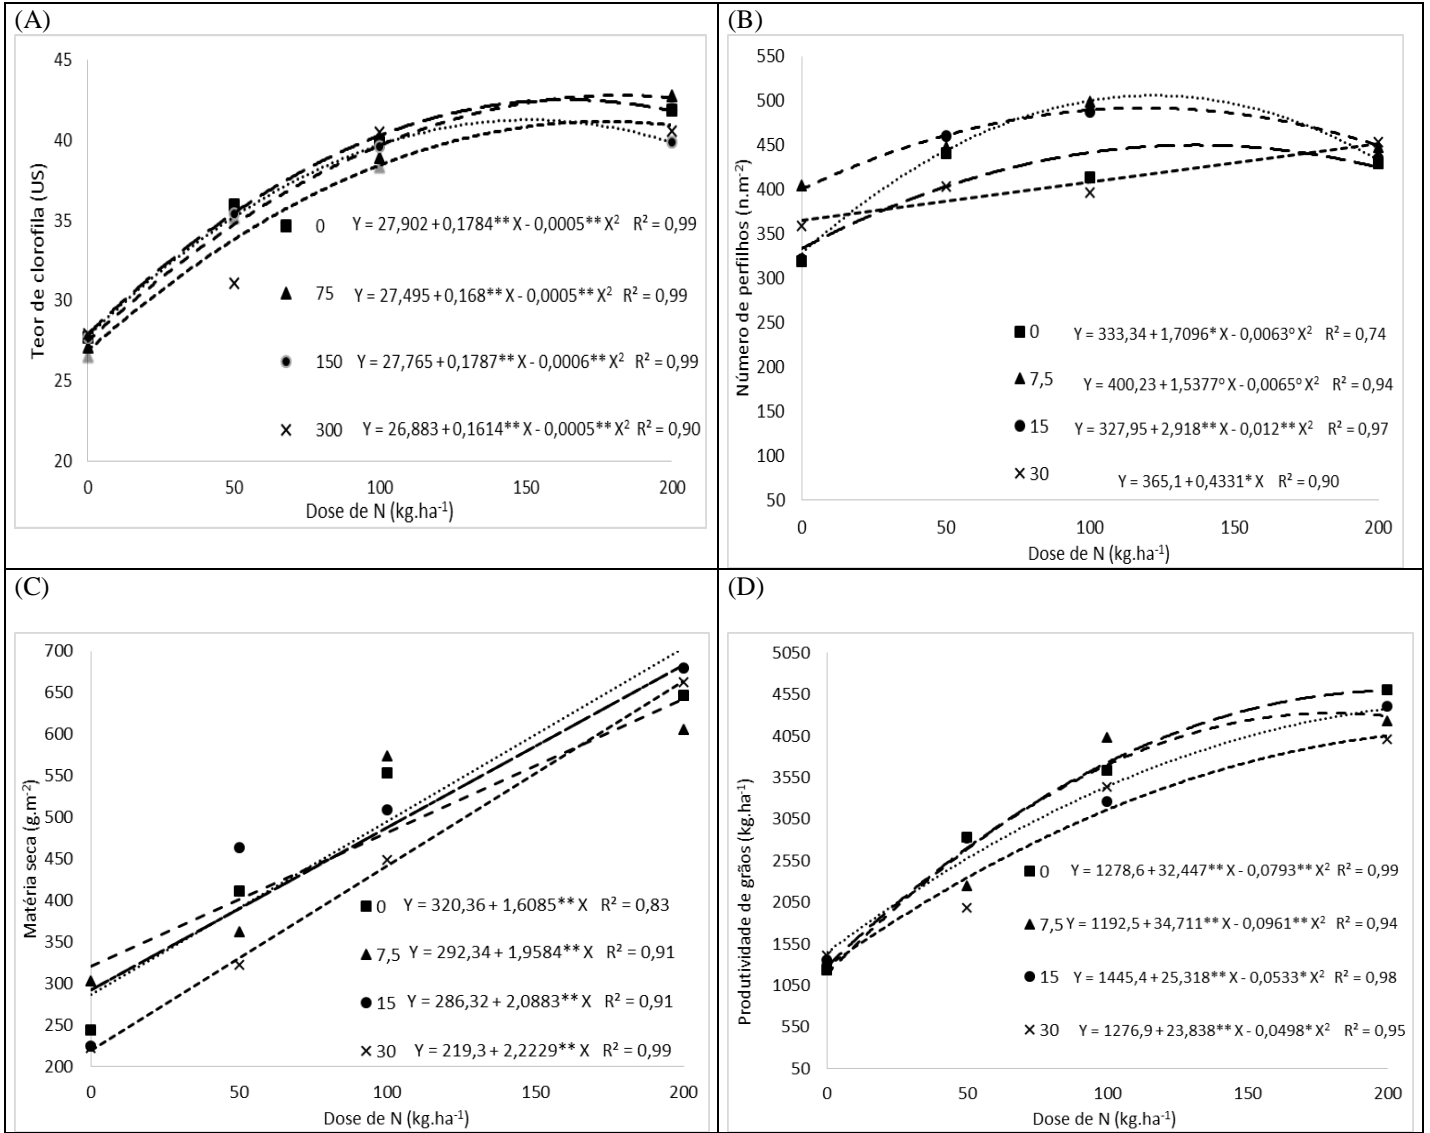 (A)
45
40
35
30
25
20
Teor de clorofila (US)
0 Y = 27,902 + 0,1784** X - 0,0005** X² R² = 0,99
75 Y = 27,495 + 0,168** X - 0,0005** X² R² = 0,99
150 Y = 27,765 + 0,1787** X - 0,0006** X² R² = 0,99
300 Y = 26,883 + 0,1614** X - 0,0005** X² R² = 0,90
0 50 100 150 200
Dose de N (kg.ha⁻¹)
(B)
550
500
450
400
350
300
250
200
150
100
50
Número de perfilhos (n.m⁻²)
0 Y = 333,34 + 1,7096* X - 0,0063° X² R² = 0,74
7,5 Y = 400,23 + 1,5377° X - 0,0065° X² R² = 0,94
15 Y = 327,95 + 2,918** X - 0,012** X² R² = 0,97
30 Y = 365,1 + 0,4331* X R² = 0,90
0 50 100 150 200
Dose de N (kg.ha⁻¹)
(C)
700
650
600
550
500
450
400
350
300
250
200
Matéria seca (g.m⁻²)
0 Y = 320,36 + 1,6085** X R² = 0,83
7,5 Y = 292,34 + 1,9584** X R² = 0,91
15 Y = 286,32 + 2,0883** X R² = 0,91
30 Y = 219,3 + 2,2229** X R² = 0,99
0 50 100 150 200
Dose de N (kg.ha⁻¹)
(D)
5050
4550
4050
3550
3050
2550
2050
1550
1050
550
50
Produtividade de grãos (kg.ha⁻¹)
0 Y = 1278,6 + 32,447** X - 0,0793** X² R² = 0,99
7,5 Y = 1192,5 + 34,711** X - 0,0961** X² R² = 0,94
15 Y = 1445,4 + 25,318** X - 0,0533* X² R² = 0,98
30 Y = 1276,9 + 23,838** X - 0,0498* X² R² = 0,95
0 50 100 150 200
Dose de N (kg.ha⁻¹)